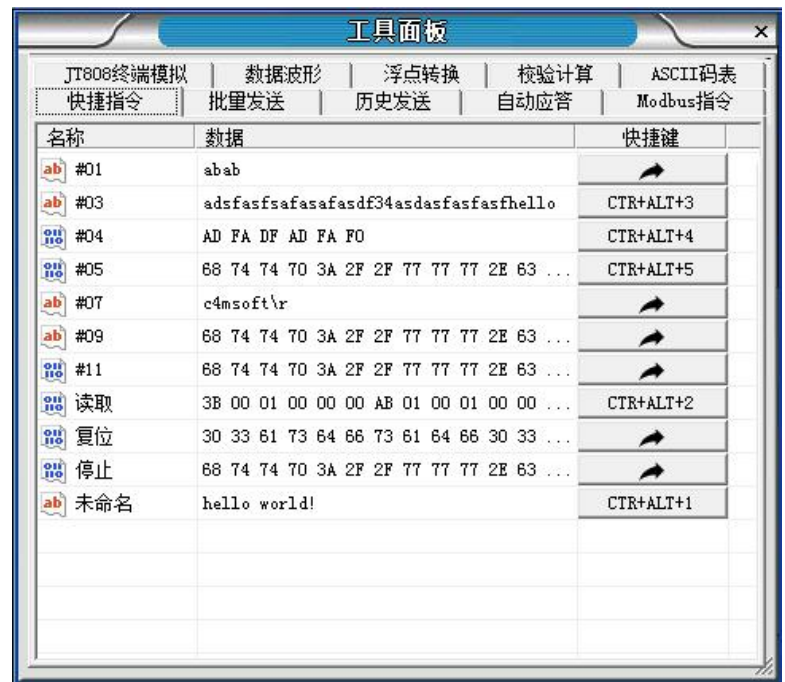 工具面板
JT808终端模拟 数据波形 浮点转换 校验计算 ASCII码表
快捷指令 批量发送 历史发送 自动应答 Modbus指令
名称 数据 快捷键
#01 abab
#03 adsfasfsafasafasdf34asdasfasfasfhello CTR+ALT+3
#04 AD FA DF AD FA F0 CTR+ALT+4
#05 68 74 74 70 3A 2F 2F 77 77 77 2E 63 ... CTR+ALT+5
#07 c4msoft\r
#09 68 74 74 70 3A 2F 2F 77 77 77 2E 63 ...
#11 68 74 74 70 3A 2F 2F 77 77 77 2E 63 ...
读取 3B 00 01 00 00 00 AB 01 00 01 00 00 ... CTR+ALT+2
复位 30 33 61 73 64 66 73 61 64 66 30 33 ...
停止 68 74 74 70 3A 2F 2F 77 77 77 2E 63 ...
未命名 hello world! CTR+ALT+1